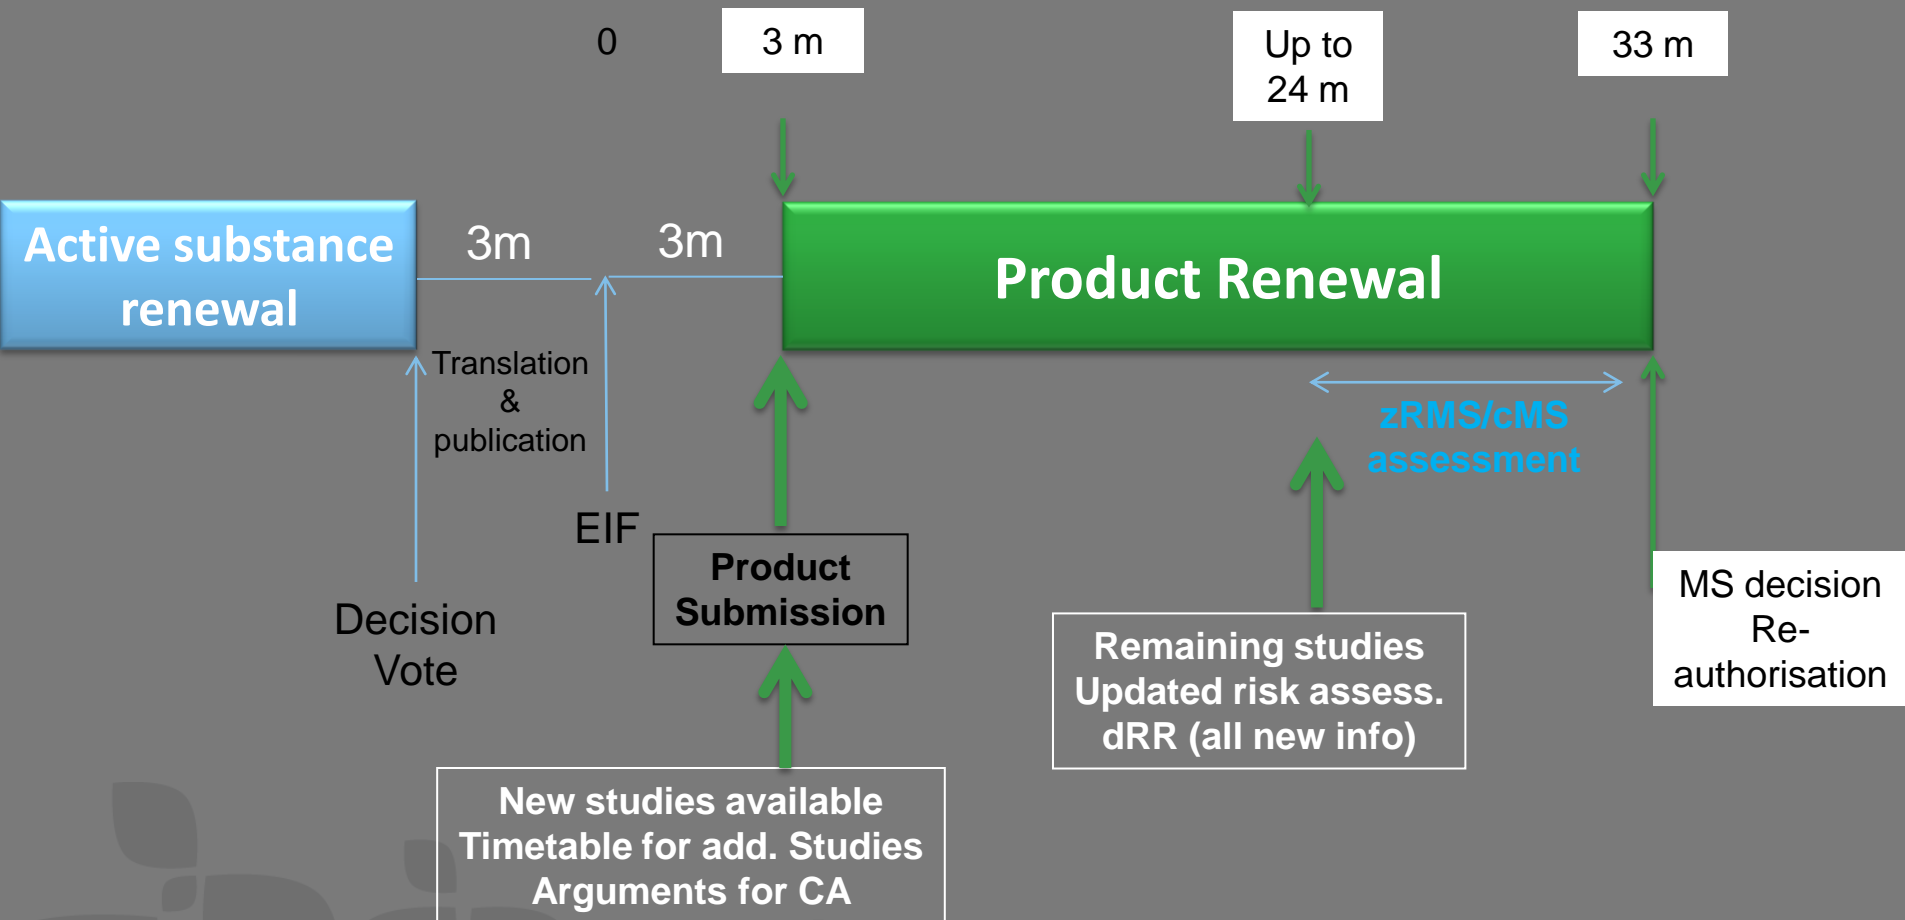 0
3 m
Up to
24 m
33 m
Active substance
renewal
3m
3m
Product Renewal
Translation
&
publication
zRMS/cMS
assessment
EIF
Decision
Vote
Product
Submission
Remaining studies
Updated risk assess.
dRR (all new info)
MS decision
Re-
authorisation
New studies available
Timetable for add. Studies
Arguments for CA